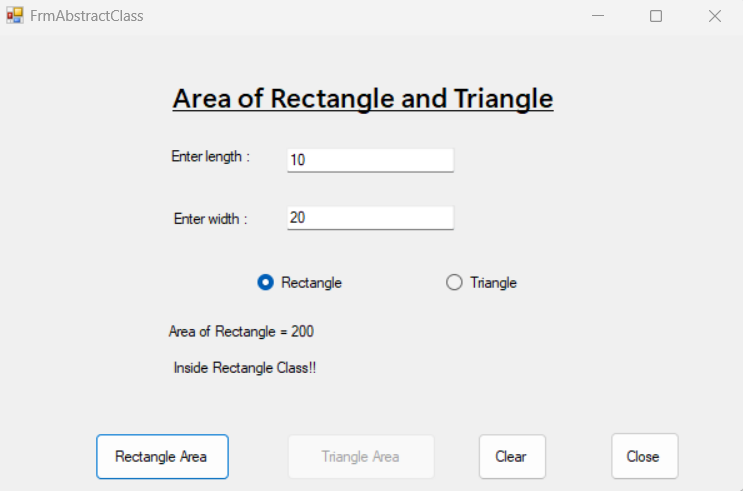 FrmAbstractClass
Area of Rectangle and Triangle
Enter length : 10
Enter width : 20
Rectangle Triangle
Area of Rectangle = 200
Inside Rectangle Class!!
Rectangle Area Triangle Area Clear Close